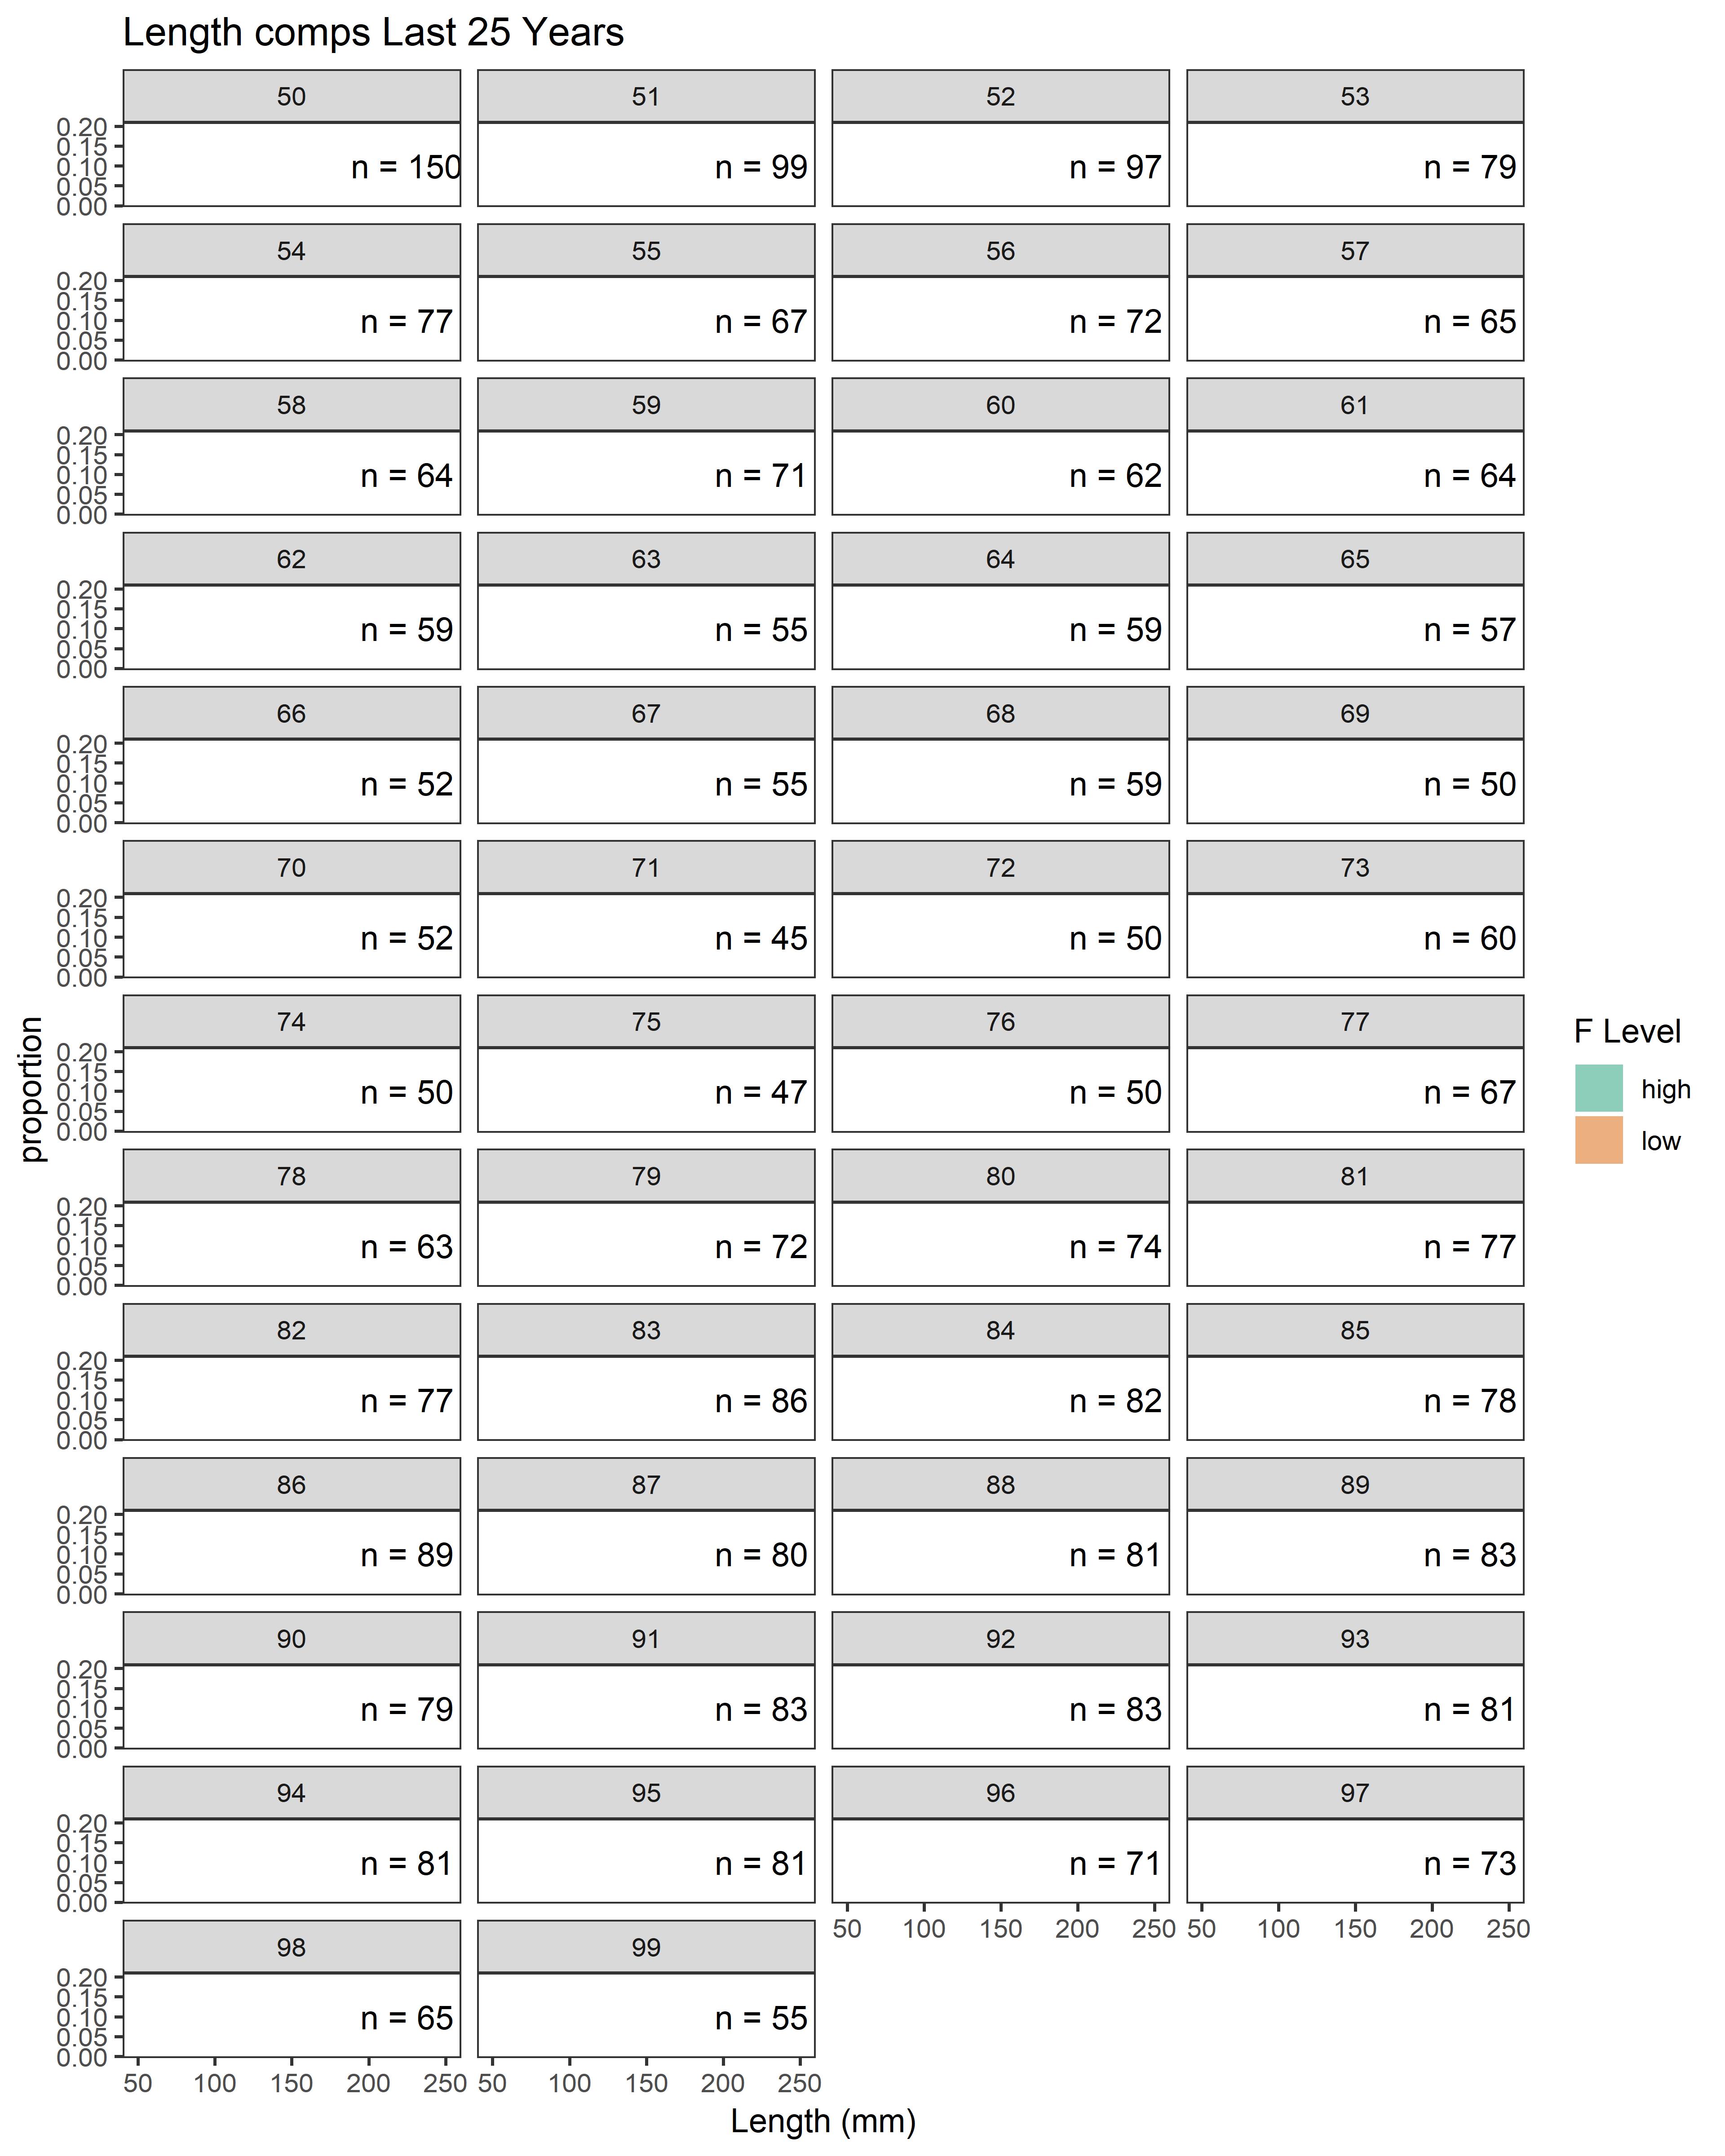 Length comps Last 25 Years
50 51 52 53
0.20
0.15
0.10
0.05
0.00
n = 150 n = 99 n = 97 n = 79
54 55 56 57
0.20
0.15
0.10
0.05
0.00
n = 77 n = 67 n = 72 n = 65
58 59 60 61
0.20
0.15
0.10
0.05
0.00
n = 64 n = 71 n = 62 n = 64
62 63 64 65
0.20
0.15
0.10
0.05
0.00
n = 59 n = 55 n = 59 n = 57
66 67 68 69
0.20
0.15
0.10
0.05
0.00
n = 52 n = 55 n = 59 n = 50
70 71 72 73
0.20
0.15
0.10
0.05
0.00
n = 52 n = 45 n = 50 n = 60
74 75 76 77
0.20
0.15
0.10
0.05
0.00
n = 50 n = 47 n = 50 n = 67
78 79 80 81
0.20
0.15
0.10
0.05
0.00
n = 63 n = 72 n = 74 n = 77
82 83 84 85
0.20
0.15
0.10
0.05
0.00
n = 77 n = 86 n = 82 n = 78
86 87 88 89
0.20
0.15
0.10
0.05
0.00
n = 89 n = 80 n = 81 n = 83
90 91 92 93
0.20
0.15
0.10
0.05
0.00
n = 79 n = 83 n = 83 n = 81
94 95 96 97
0.20
0.15
0.10
0.05
0.00
n = 81 n = 81 n = 71 n = 73
50 100 150 200 250 50 100 150 200 250
98 99
0.20
0.15
0.10
0.05
0.00
n = 65 n = 55
50 100 150 200 250 50 100 150 200 250
Length (mm)
proportion
F Level
high
low